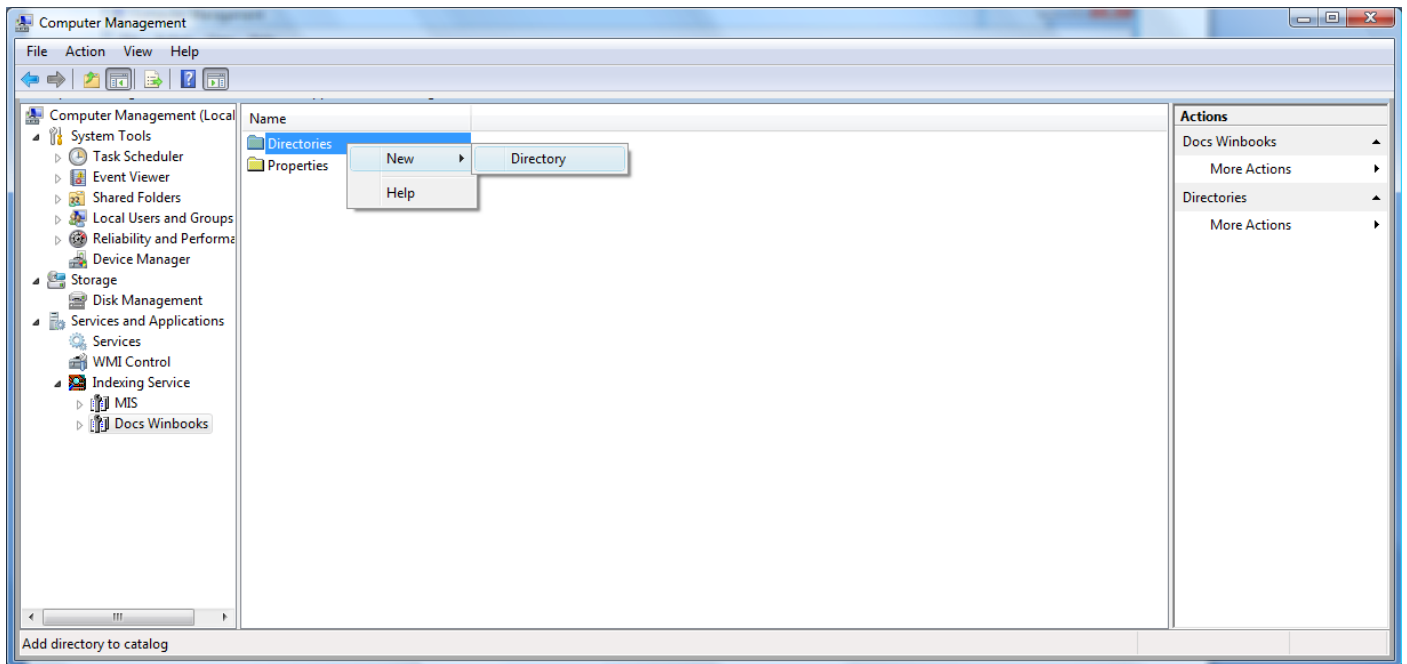 Computer Management
File Action View Help
Computer Management (Local
System Tools
Task Scheduler
Event Viewer
Shared Folders
Local Users and Groups
Reliability and Performa
Device Manager
Storage
Disk Management
Services and Applications
Services
WMI Control
Indexing Service
MIS
Docs Winbooks
Name
Directories
Properties
New
Help
Directory
Actions
Docs Winbooks
More Actions
Directories
More Actions
Add directory to catalog